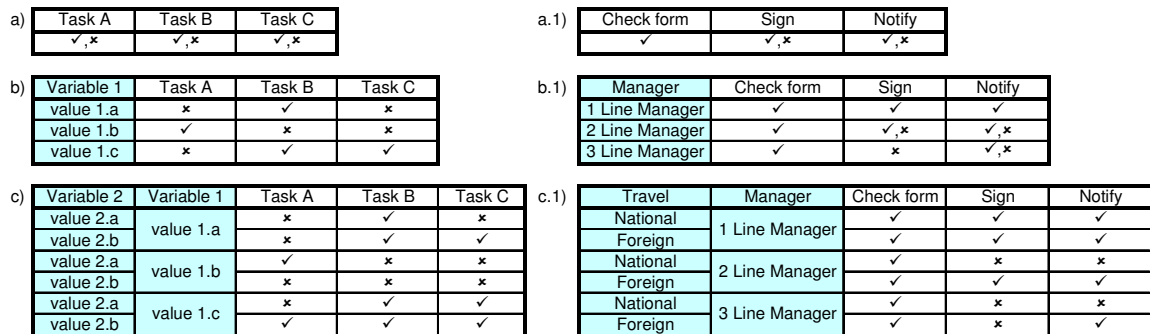 a) Task A Task B Task C
✓,× ✓,× ✓,×
a.1) Check form Sign Notify
✓ ✓,× ✓,×
b) Variable 1 Task A Task B Task C
value 1.a × ✓ ×
value 1.b ✓ × ×
value 1.c × ✓ ✓
b.1) Manager Check form Sign Notify
1 Line Manager ✓ ✓ ✓
2 Line Manager ✓ ✓,× ✓,×
3 Line Manager ✓ × ✓,×
c) Variable 2 Variable 1 Task A Task B Task C
value 2.a value 1.a × ✓ ×
value 2.b × ✓ ✓
value 2.a value 1.b ✓ × ×
value 2.b × × ×
value 2.a value 1.c × ✓ ✓
value 2.b ✓ ✓ ✓
c.1) Travel Manager Check form Sign Notify
National 1 Line Manager ✓ ✓ ✓
Foreign ✓ ✓ ✓
National 2 Line Manager ✓ × ×
Foreign ✓ ✓ ✓
National 3 Line Manager ✓ × ×
Foreign ✓ × ✓